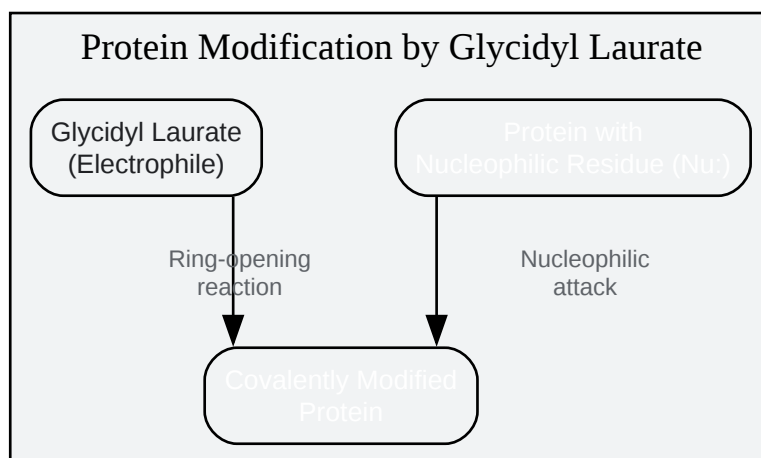 Protein Modification by Glycidyl Laurate
Glycidyl Laurate
(Electrophile)
Protein with
Nucleophilic Residue (Nu:)
Ring-opening
reaction
Nucleophilic
attack
Covalently Modified
Protein